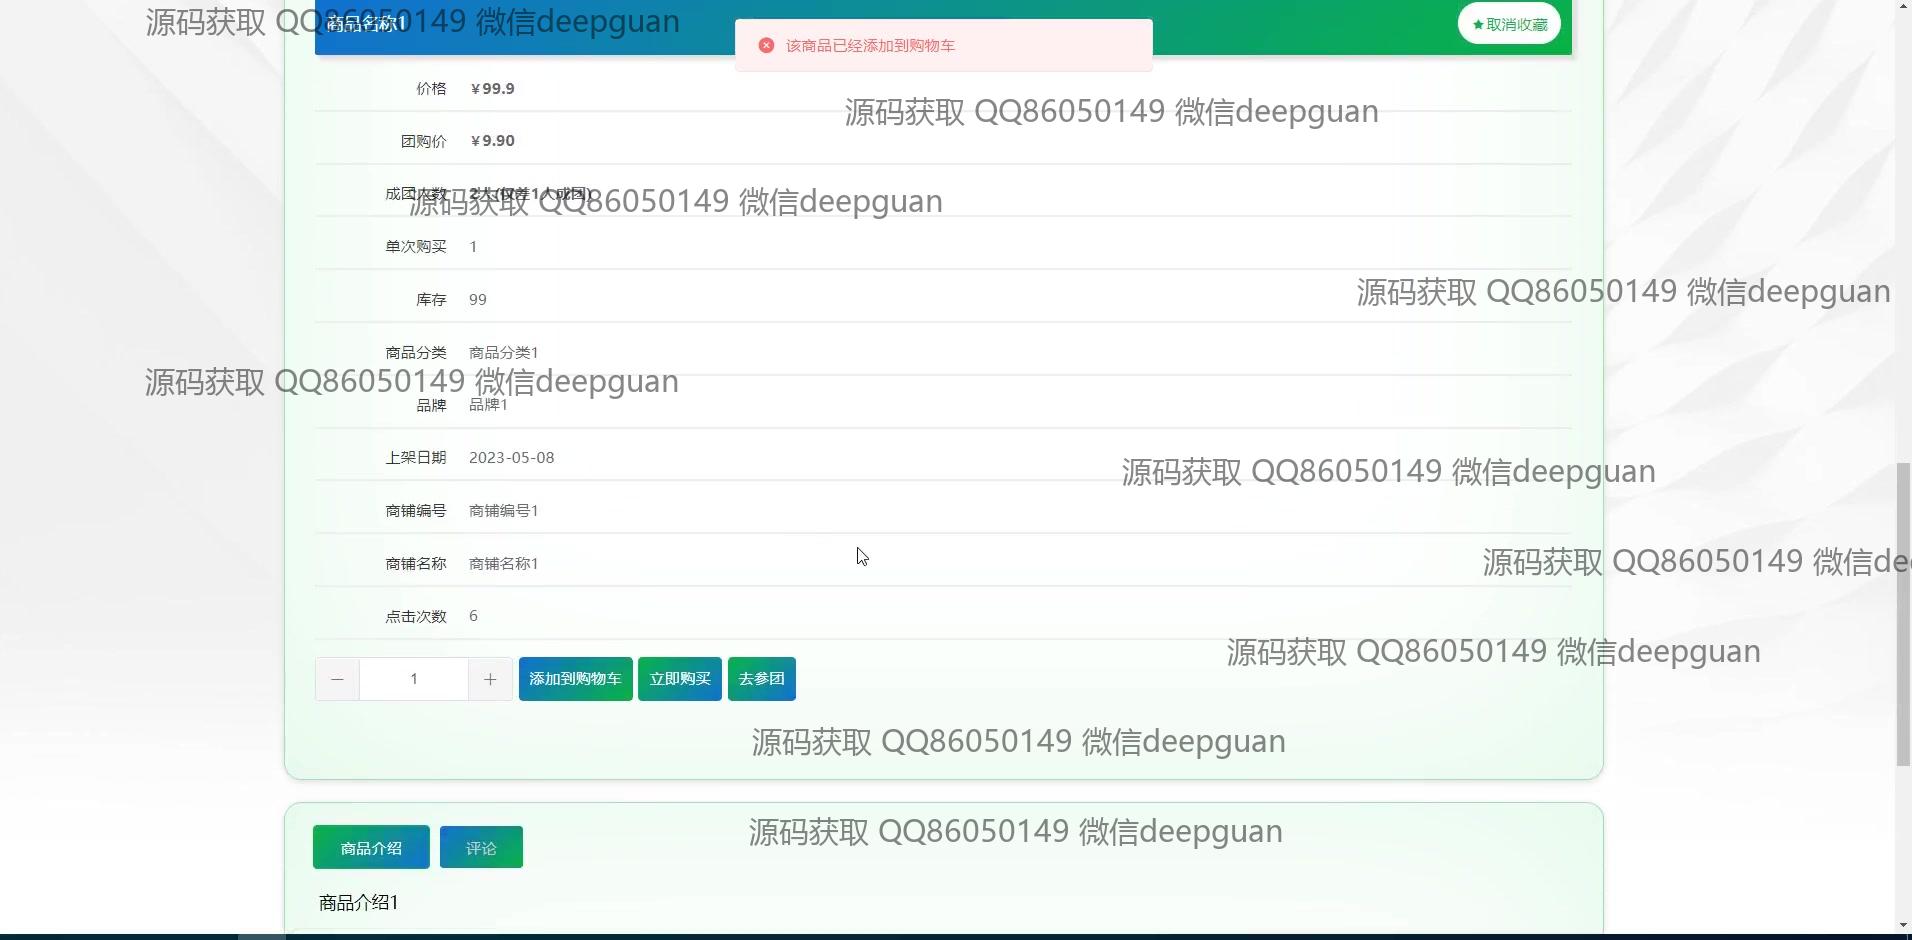 源码获取 QQ86050149 微信deepguan
商品名称1
★取消收藏
该商品已经添加到购物车
价格 ￥99.9
源码获取 QQ86050149 微信deepguan
团购价 ￥9.90
成团人数 2人(仅差1人成团)
源码获取 QQ86050149 微信deepguan
单次购买 1
源码获取 QQ86050149 微信deepguan
库存 99
商品分类 商品分类1
源码获取 QQ86050149 微信deepguan
品牌 品牌1
上架日期 2023-05-08
源码获取 QQ86050149 微信deepguan
商铺编号 商铺编号1
商铺名称 商铺名称1
源码获取 QQ86050149 微信de
点击次数 6
源码获取 QQ86050149 微信deepguan
1 添加到购物车 立即购买 去参团
源码获取 QQ86050149 微信deepguan
源码获取 QQ86050149 微信deepguan
商品介绍 评论
商品介绍1